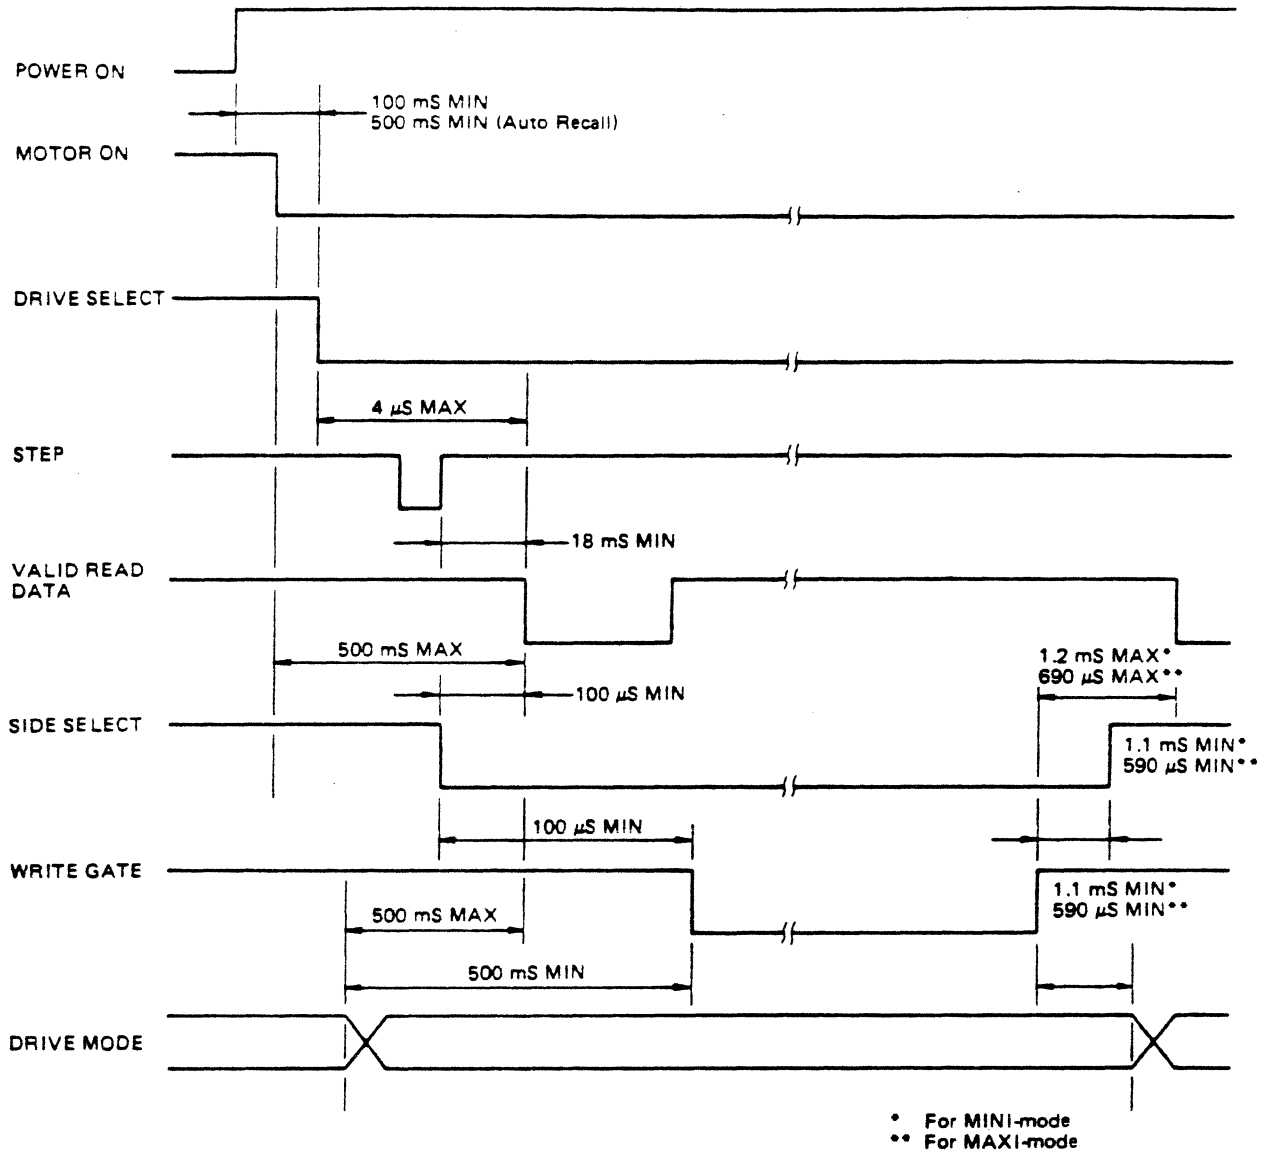 POWER ON
100 mS MIN
500 mS MIN (Auto Recall)
MOTOR ON
DRIVE SELECT
4 μS MAX
STEP
18 mS MIN
VALID READ
DATA
500 mS MAX
1.2 mS MAX*
690 μS MAX**
100 μS MIN
SIDE SELECT
1.1 mS MIN*
590 μS MIN**
100 μS MIN
WRITE GATE
1.1 mS MIN*
590 μS MIN**
500 mS MAX
500 mS MIN
DRIVE MODE
* For MINI-mode
** For MAXI-mode